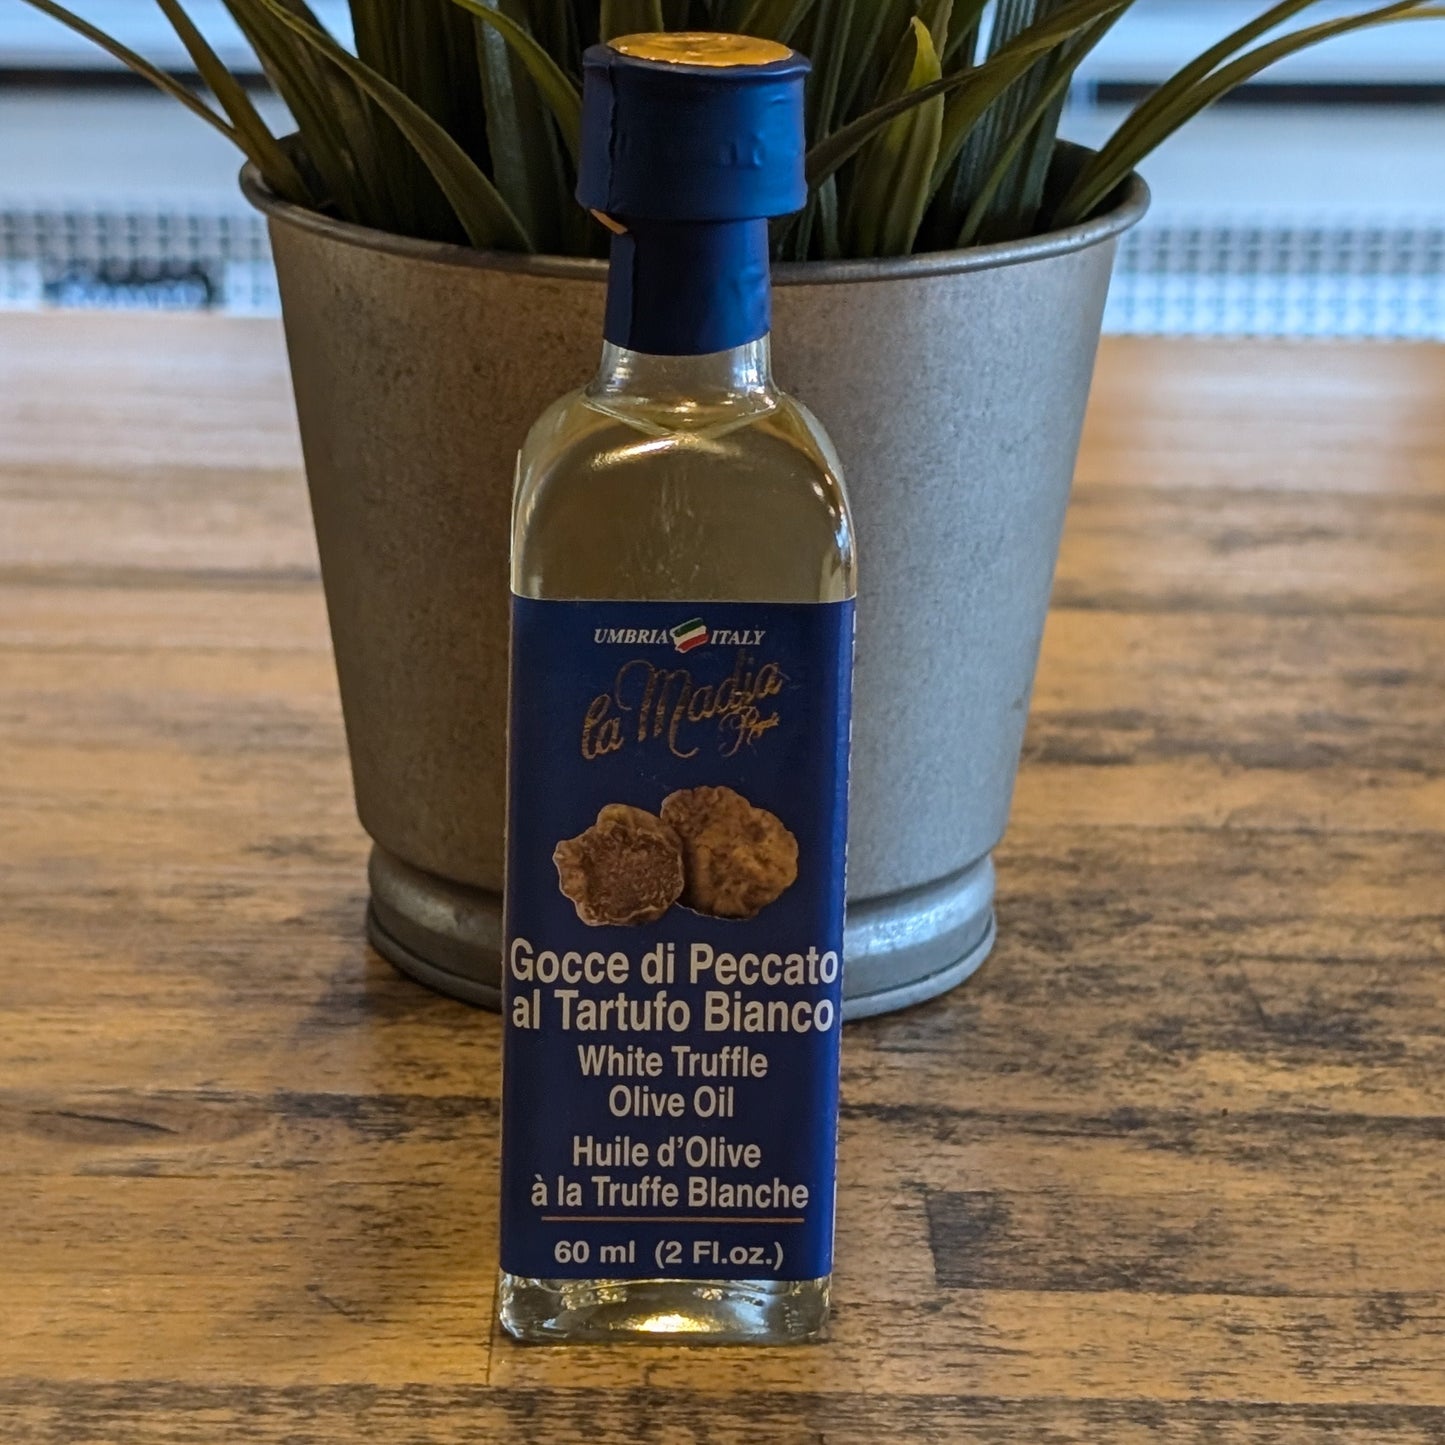 UMBRIA ITALY
la Madia
Regale
Gocce di Peccato
al Tartufo Bianco
White Truffle
Olive Oil
Huile d'Olive
à la Truffe Blanche
60 ml (2 Fl.oz.)